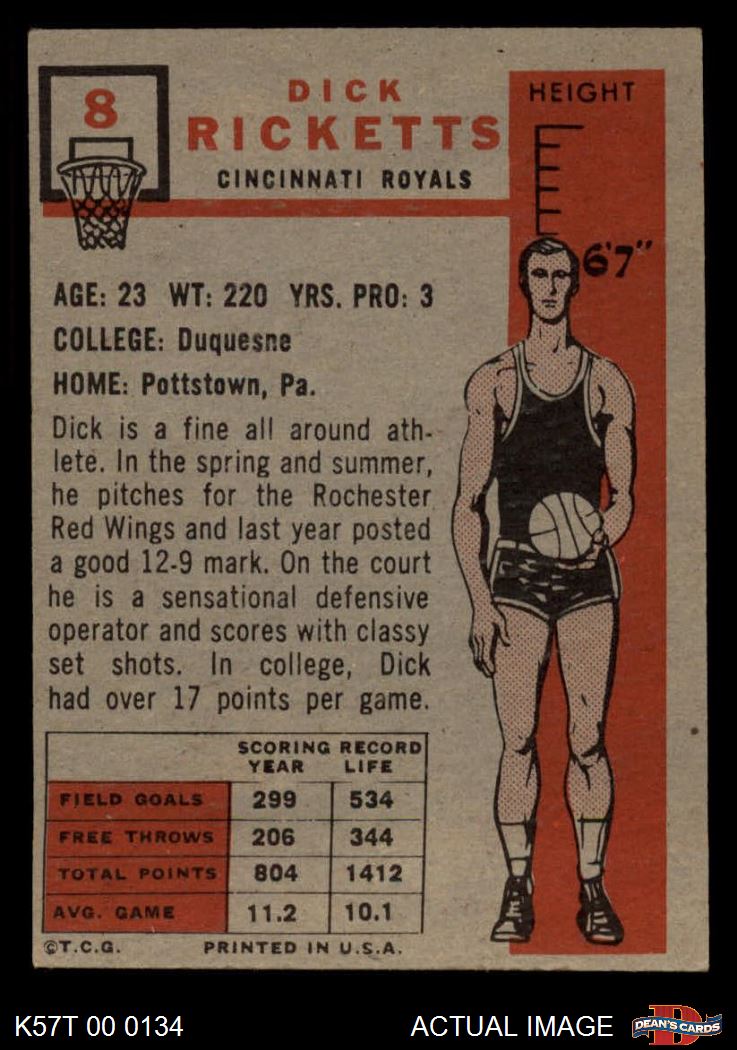 8
DICK
RICKETTS
CINCINNATI ROYALS
HEIGHT
6'7"
AGE: 23 WT: 220 YRS. PRO: 3
COLLEGE: Duquesne
HOME: Pottstown, Pa.
Dick is a fine all around ath-
lete. In the spring and summer,
he pitches for the Rochester
Red Wings and last year posted
a good 12-9 mark. On the court
he is a sensational defensive
operator and scores with classy
set shots. In college, Dick
had over 17 points per game.
SCORING RECORD
YEAR LIFE
FIELD GOALS 299 534
FREE THROWS 206 344
TOTAL POINTS 804 1412
AVG. GAME 11.2 10.1
©T.C.G. PRINTED IN U.S.A.
K57T 00 0134 ACTUAL IMAGE DEAN'S CARDS